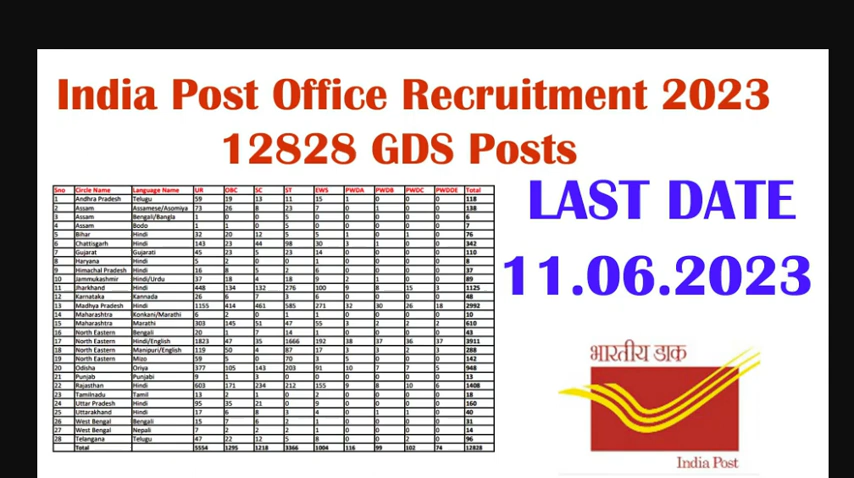 India Post Office Recruitment 2023
12828 GDS Posts
Sno Circle Name Language Name UR OBC SC ST EWS PWDA PWDB PWDC PWDDE Total
1 Andhra Pradesh Telugu 59 19 13 11 15 1 0 0 0 118
2 Assam Assamese/Asomiya 73 26 8 23 7 0 1 0 0 138
3 Assam Bengali/Bangla 1 0 0 5 0 0 0 0 0 6
4 Assam Bodo 1 1 0 5 0 0 0 0 0 7
5 Bihar Hindi 32 20 12 5 5 1 0 1 0 76
6 Chattisgarh Hindi 143 23 44 98 30 3 1 0 0 342
7 Gujarat Gujarati 45 23 5 23 14 0 0 0 0 110
8 Haryana Hindi 5 2 0 0 1 0 0 0 0 8
9 Himachal Pradesh Hindi 16 8 5 2 6 0 0 0 0 37
10 Jammukashmir Hindi/Urdu 37 18 4 18 9 2 1 0 0 89
11 Jharkhand Hindi 448 134 132 276 100 9 8 15 3 1125
12 Karnataka Kannada 26 6 7 3 6 0 0 0 0 48
13 Madhya Pradesh Hindi 1155 414 461 585 271 32 30 26 18 2992
14 Maharashtra Konkani/Marathi 6 2 0 1 1 0 0 0 0 10
15 Maharashtra Marathi 303 145 51 47 55 3 2 2 2 610
16 North Eastern Bengali 20 1 7 14 1 0 0 0 0 43
17 North Eastern Hindi/English 1823 47 35 1666 192 38 37 36 37 3911
18 North Eastern Manipuri/English 119 50 4 87 17 3 3 2 3 288
19 North Eastern Mizo 59 5 0 70 3 0 0 0 142
20 Odisha Oriya 377 105 143 203 91 10 7 7 5 948
21 Punjab Punjabi 9 1 3 0 0 0 0 0 0 13
22 Rajasthan Hindi 603 171 234 212 155 9 8 10 6 1408
23 Tamilnadu Tamil 13 2 1 0 2 0 0 0 0 18
24 Uttar Pradesh Hindi 95 35 21 0 9 0 0 0 0 160
25 Uttarakhand Hindi 17 6 8 3 4 0 1 1 0 40
26 West Bengal Bengali 15 7 6 2 1 0 0 0 0 31
27 West Bengal Nepali 7 2 2 2 1 0 0 0 0 14
28 Telangana Telugu 47 22 12 5 8 0 0 2 0 96
Total 5554 1295 1218 3366 1004 116 99 102 74 12828
LAST DATE
11.06.2023
भारतीय डाक
India Post